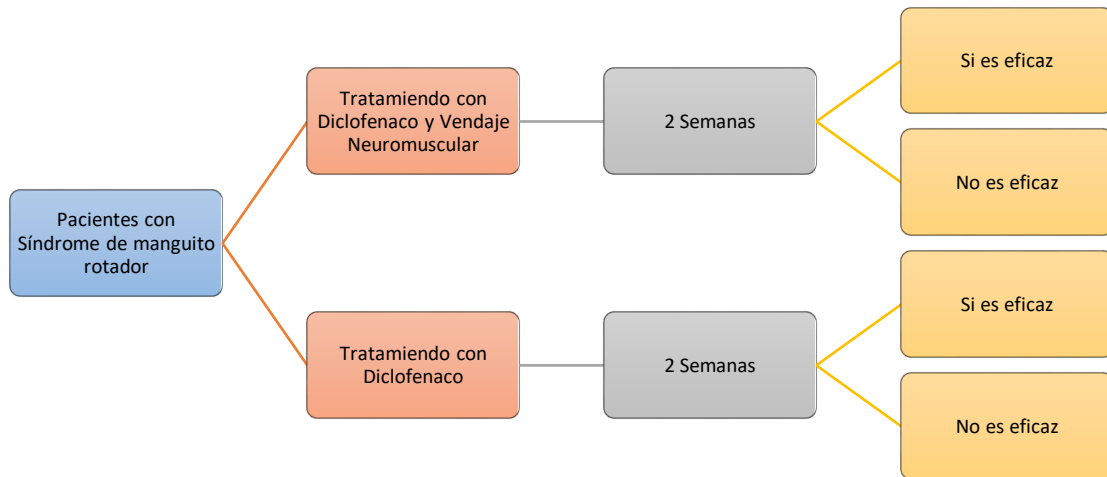 Pacientes con
Síndrome de manguito
rotador
Tratamiendo con
Diclofenaco y Vendaje
Neuromuscular
2 Semanas
Si es eficaz
No es eficaz
Tratamiendo con
Diclofenaco
2 Semanas
Si es eficaz
No es eficaz